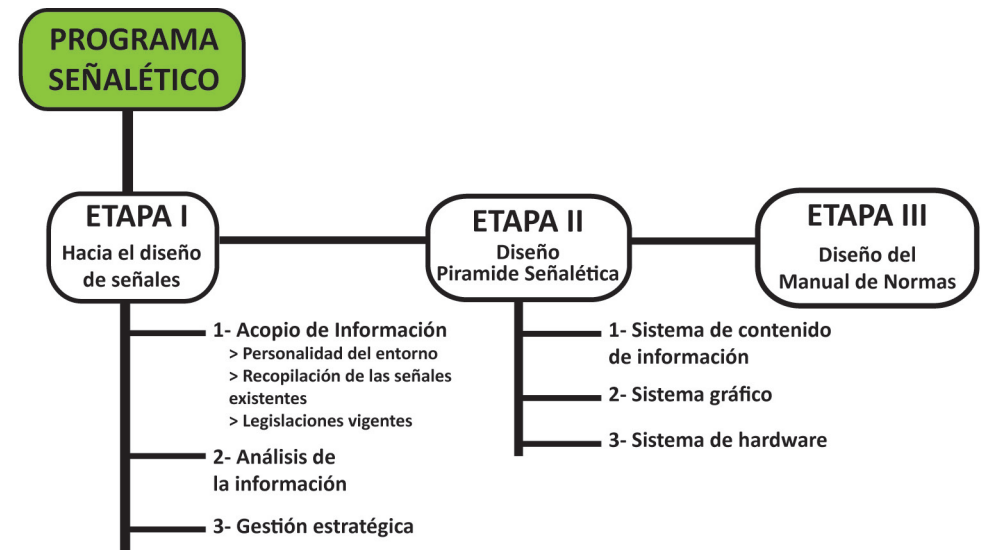 PROGRAMA
SEÑALÉTICO
ETAPA I
Hacia el diseño
de señales
1- Acopio de Información
> Personalidad del entorno
> Recopilación de las señales
existentes
> Legislaciones vigentes
2- Análisis de
la información
3- Gestión estratégica
ETAPA II
Diseño
Piramide Señalética
1- Sistema de contenido
de información
2- Sistema gráfico
3- Sistema de hardware
ETAPA III
Diseño del
Manual de Normas